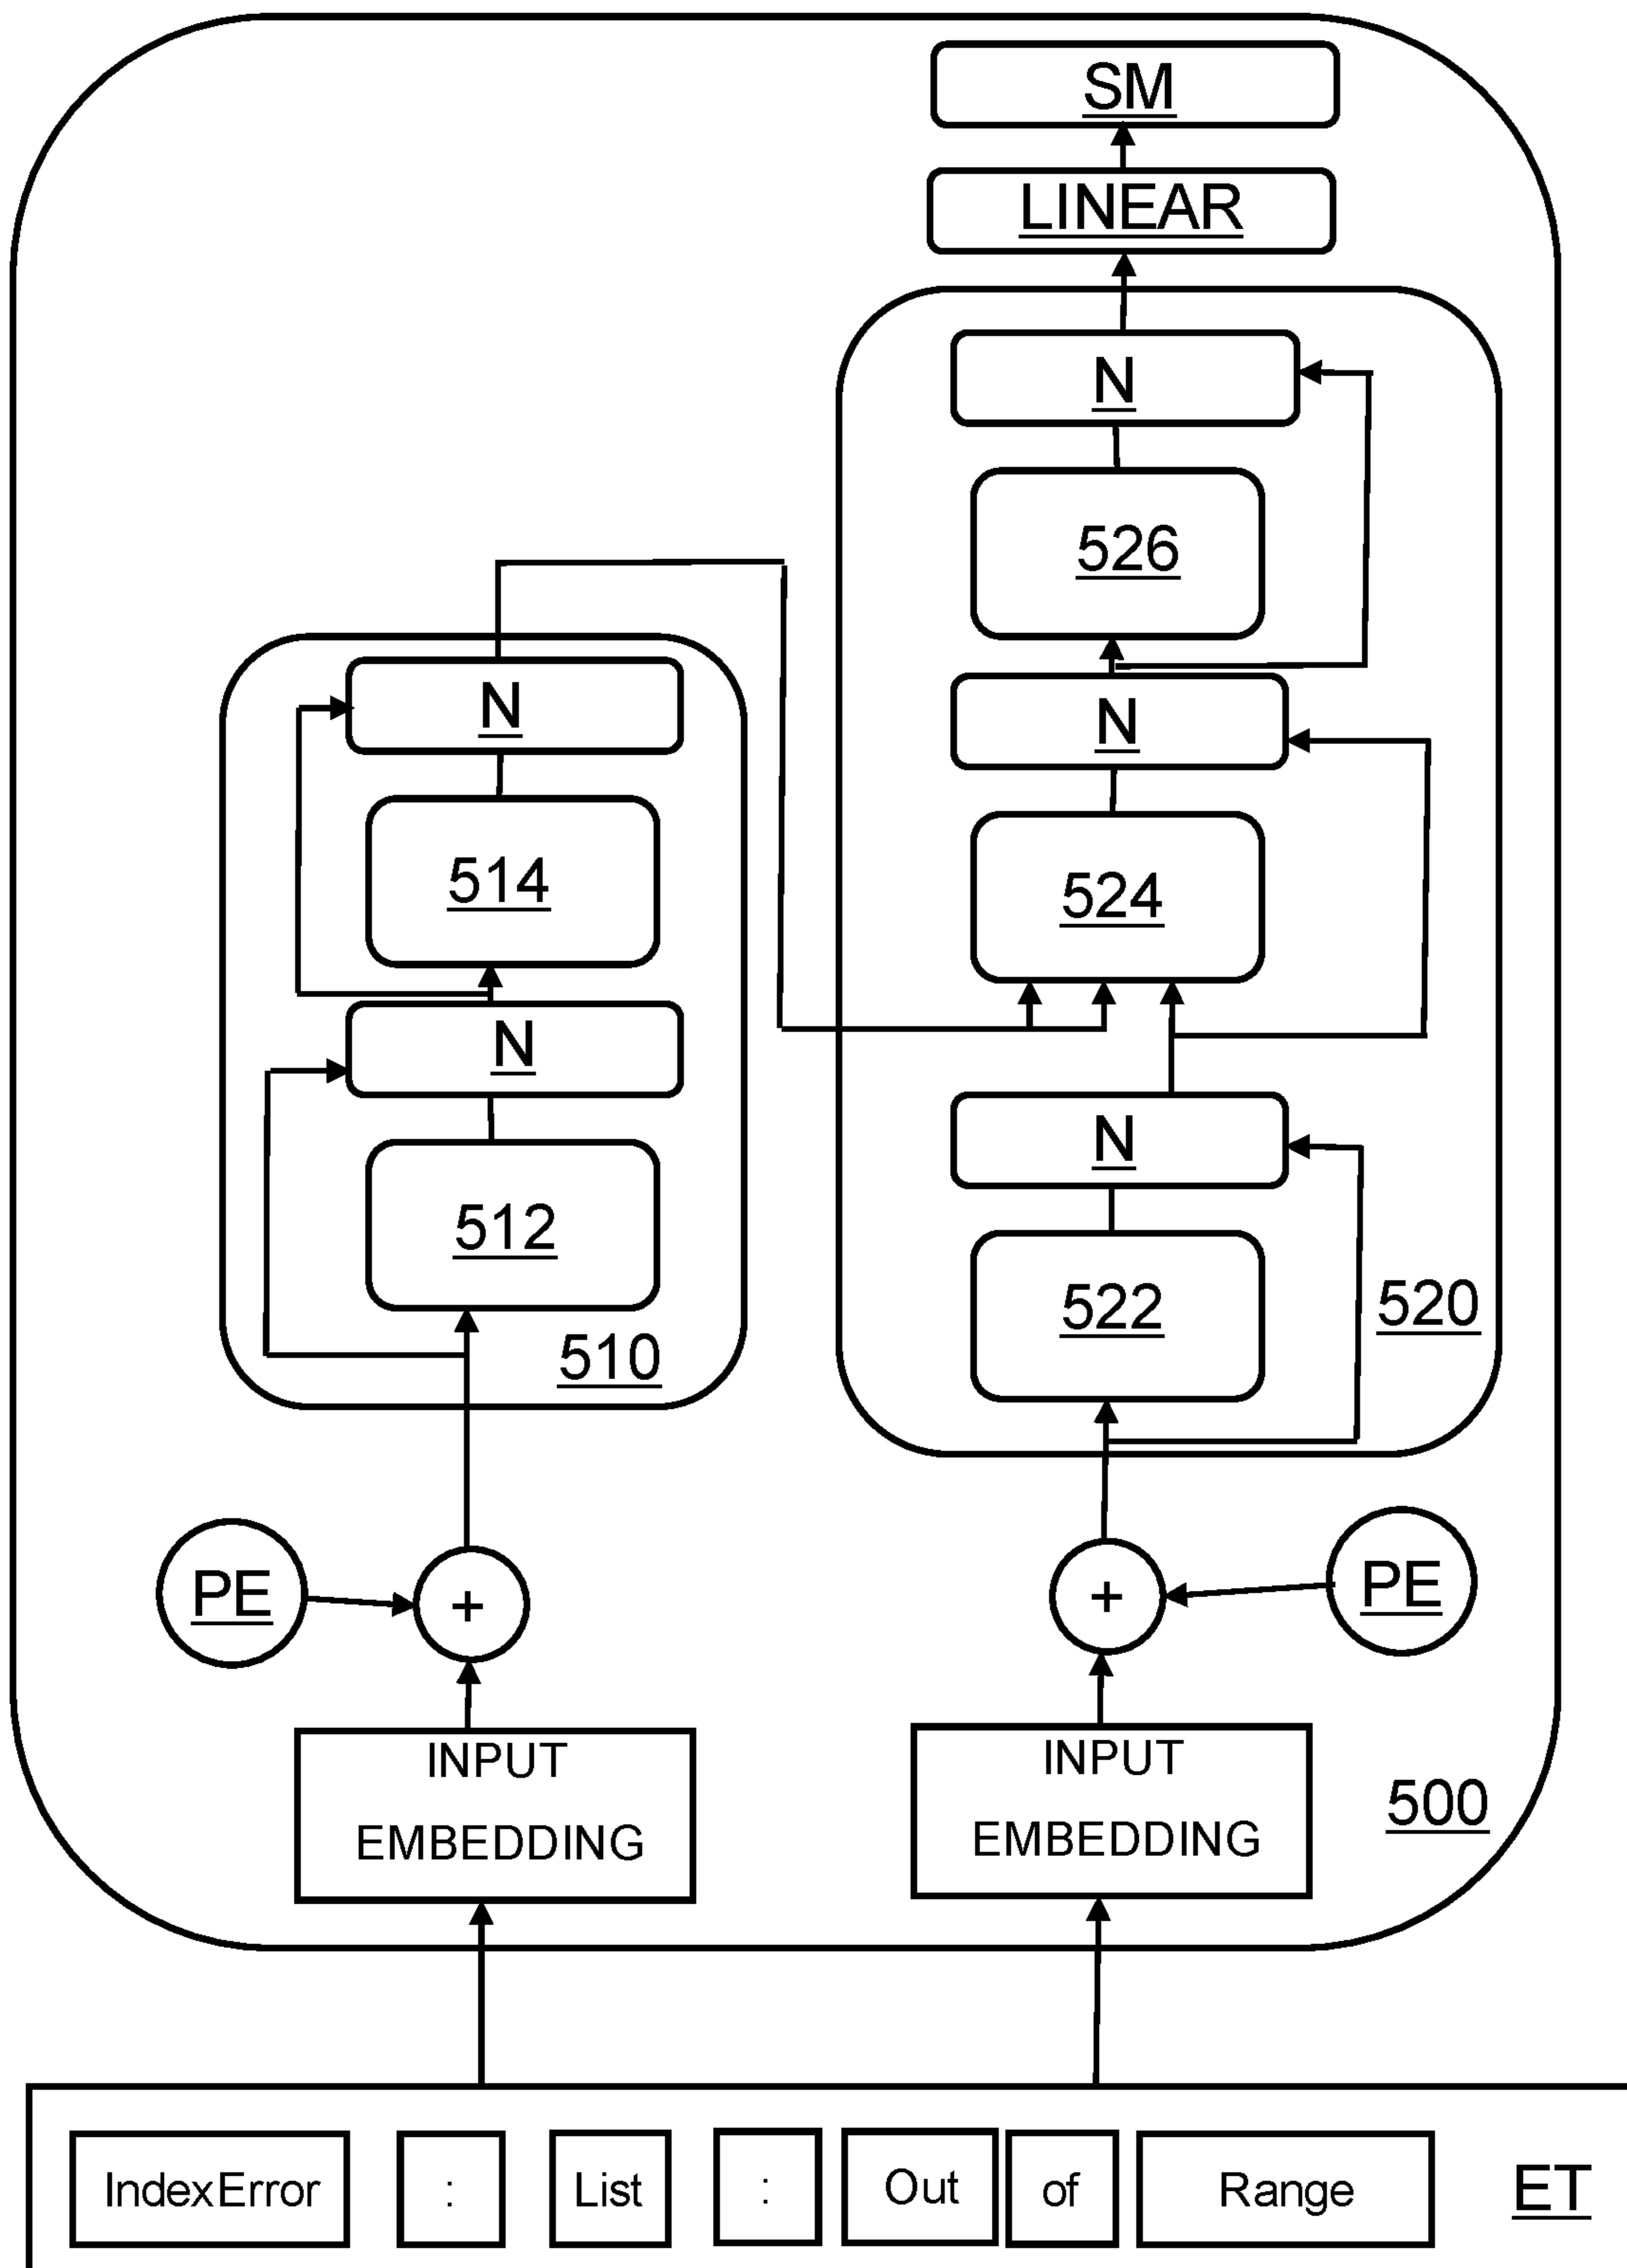 SM
LINEAR
N
526
N
N
514
524
N
N
512
522
520
510
PE
+
+
PE
INPUT
EMBEDDING
INPUT
EMBEDDING
500
IndexError
:
List
:
Out
of
Range
ET